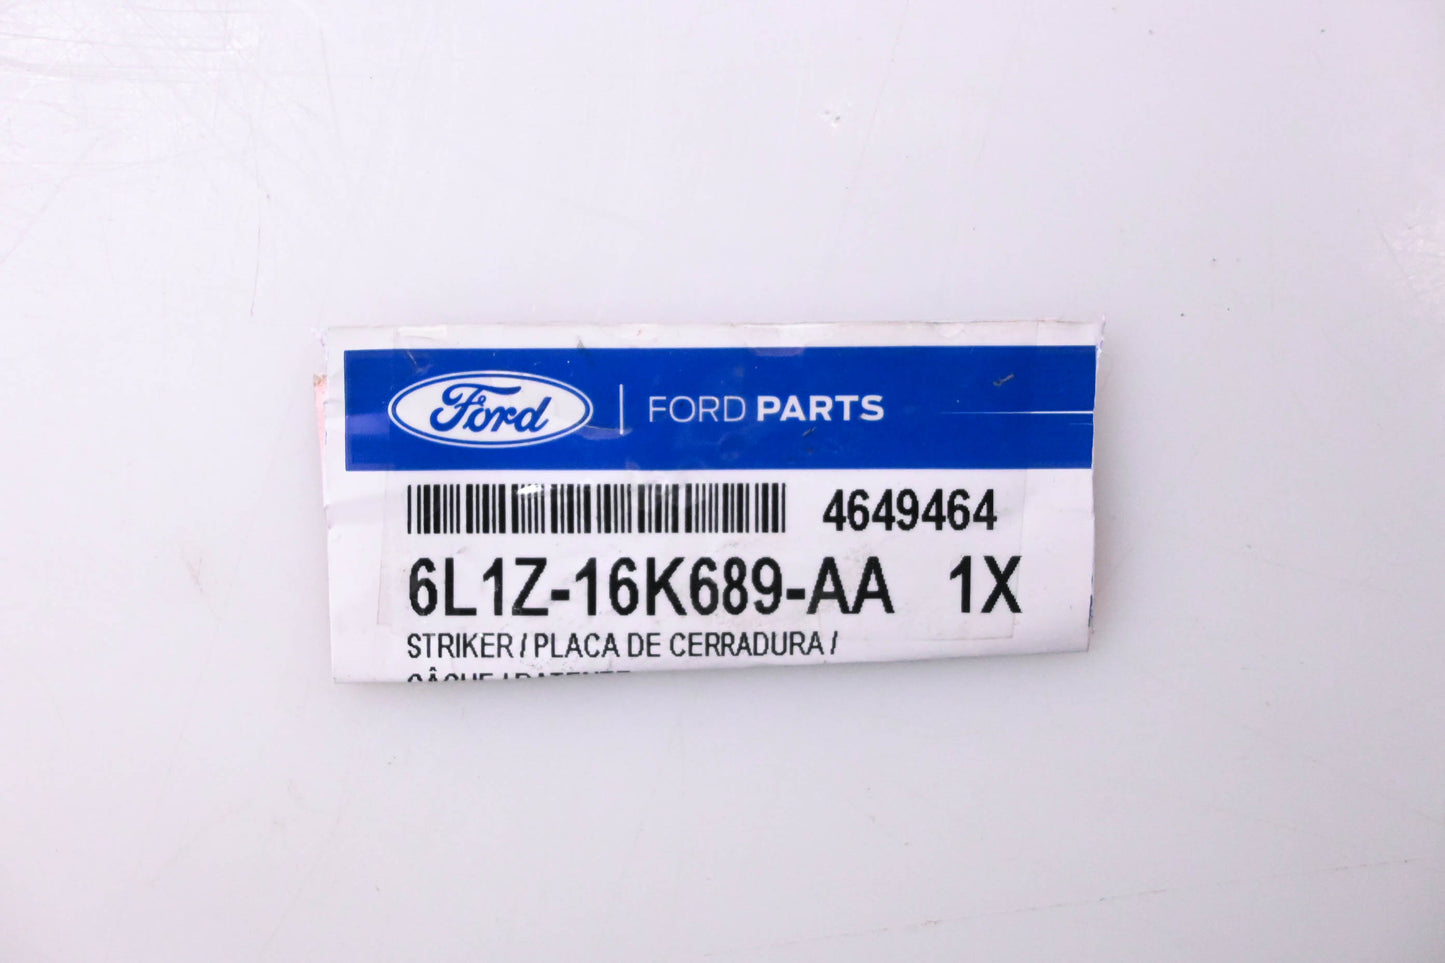 Ford | FORD PARTS
4649464
6L1Z-16K689-AA 1X
STRIKER / PLACA DE CERRADURA /